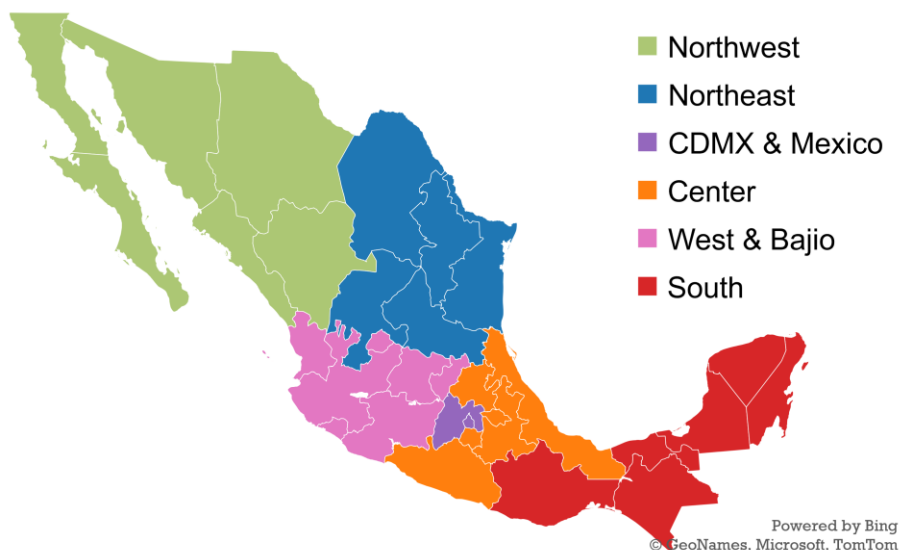 Northwest
Northeast
CDMX & Mexico
Center
West & Bajio
South
Powered by Bing
© GeoNames, Microsoft, TomTom